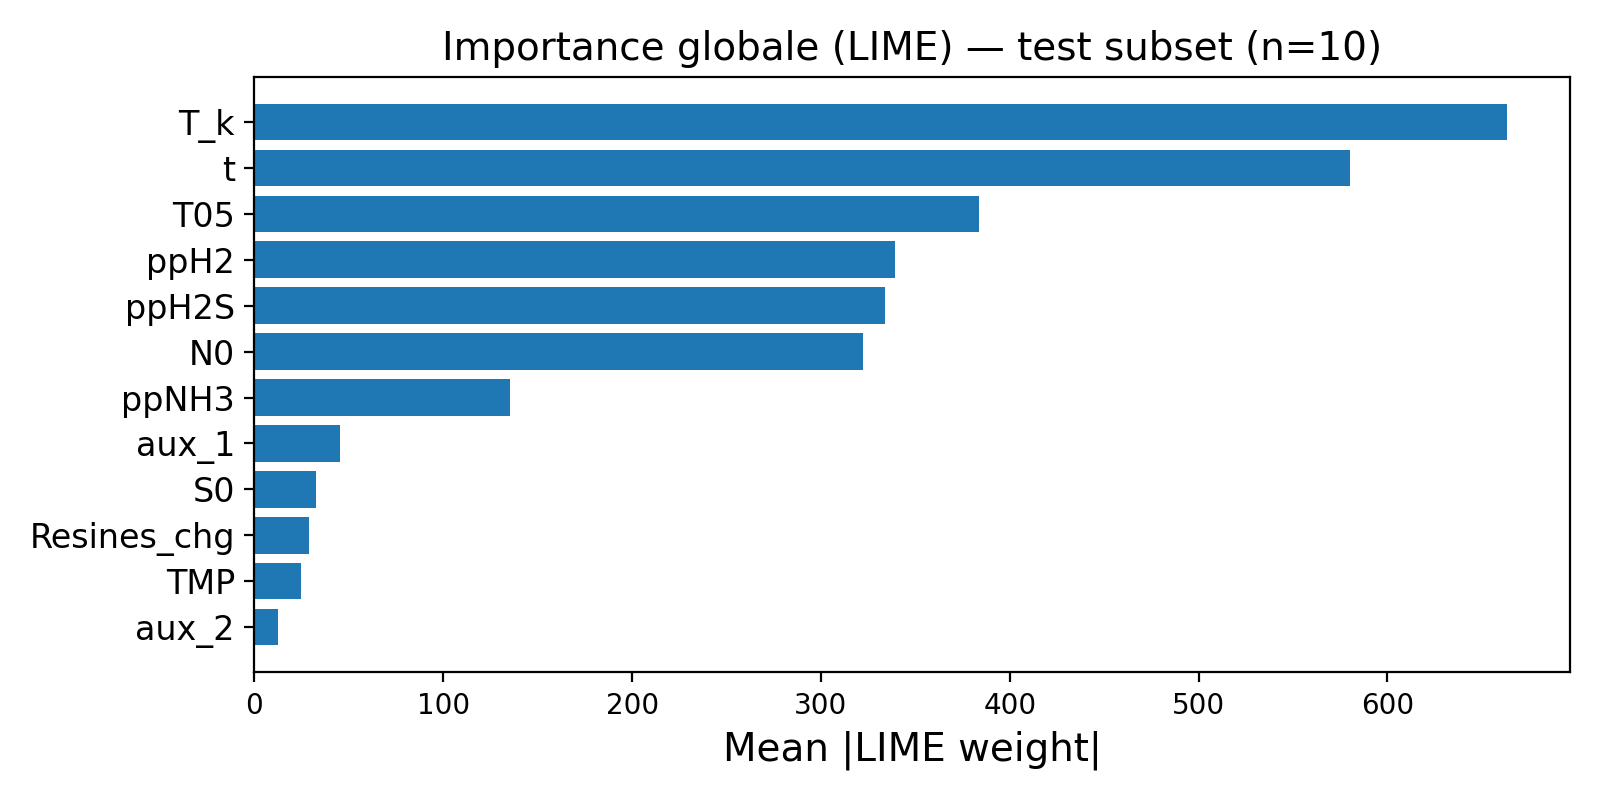 Importance globale (LIME) — test subset (n=10)
T_k
t
T05
ppH2
ppH2S
N0
ppNH3
aux_1
S0
Resines_chg
TMP
aux_2
0 100 200 300 400 500 600
Mean |LIME weight|